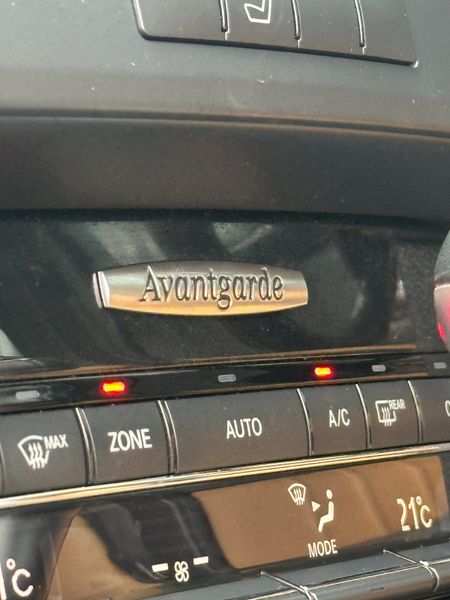 Avantgarde
MAX
ZONE
AUTO
A/C
REAR
21°C
MODE